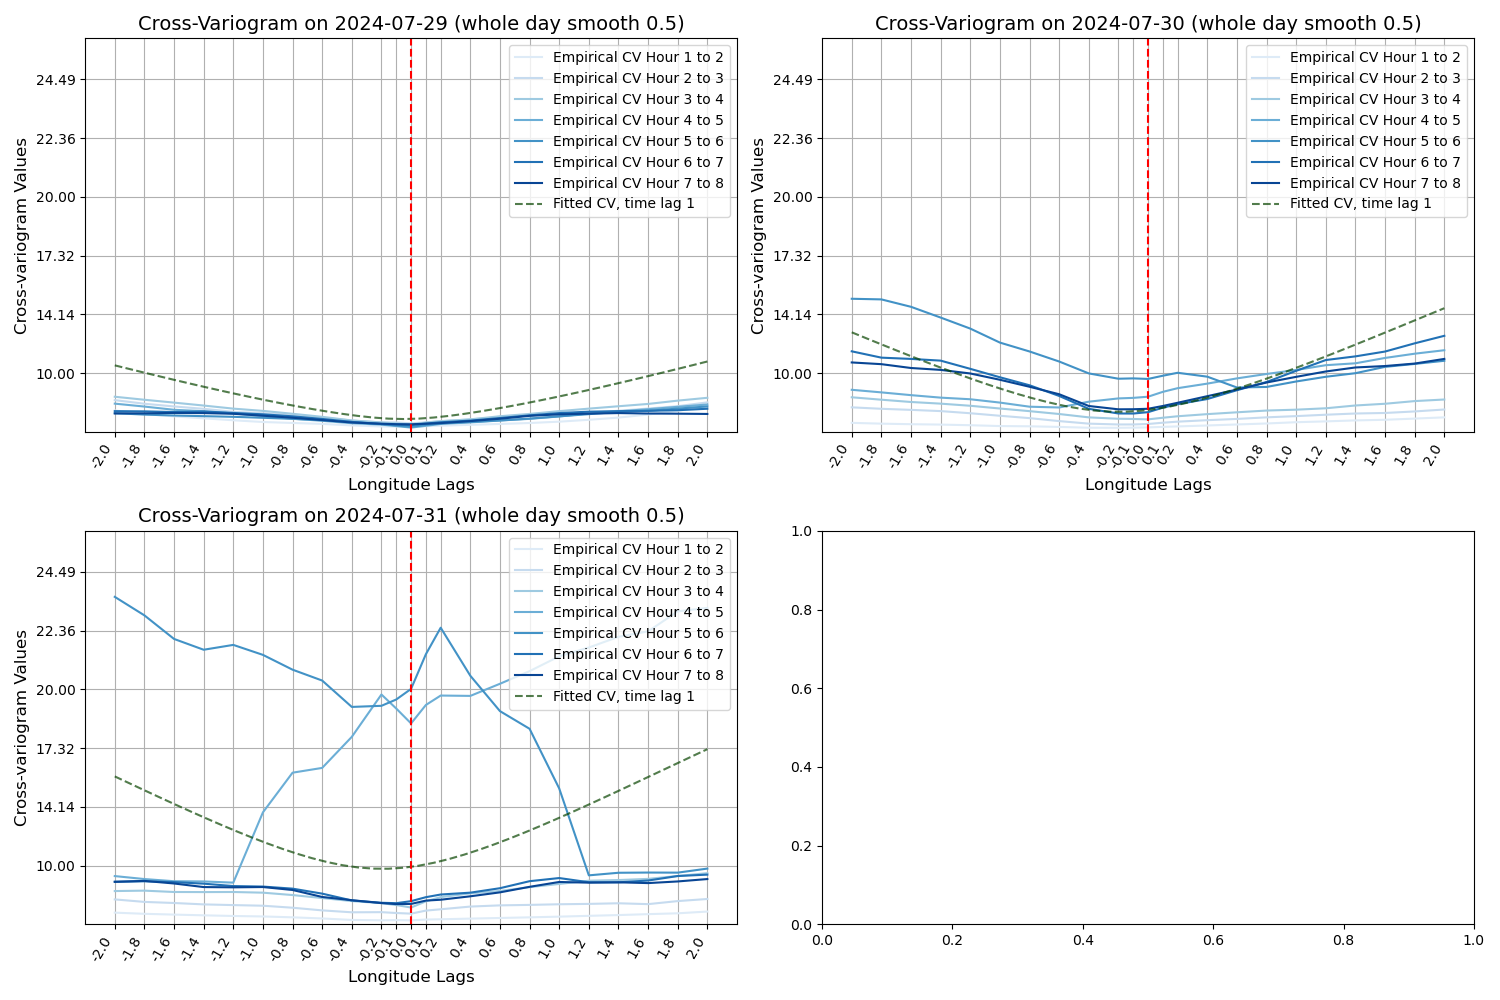 Cross-Variogram on 2024-07-29 (whole day smooth 0.5)
Cross-variogram Values
24.49
22.36
20.00
17.32
14.14
10.00
Empirical CV Hour 1 to 2
Empirical CV Hour 2 to 3
Empirical CV Hour 3 to 4
Empirical CV Hour 4 to 5
Empirical CV Hour 5 to 6
Empirical CV Hour 6 to 7
Empirical CV Hour 7 to 8
Fitted CV, time lag 1
-2.0 -1.8 -1.6 -1.4 -1.2 -1.0 -0.8 -0.6 -0.4 -0.2 -0.1 0.0 0.1 0.2 0.4 0.6 0.8 1.0 1.2 1.4 1.6 1.8 2.0
Longitude Lags
Cross-Variogram on 2024-07-30 (whole day smooth 0.5)
Cross-variogram Values
24.49
22.36
20.00
17.32
14.14
10.00
Empirical CV Hour 1 to 2
Empirical CV Hour 2 to 3
Empirical CV Hour 3 to 4
Empirical CV Hour 4 to 5
Empirical CV Hour 5 to 6
Empirical CV Hour 6 to 7
Empirical CV Hour 7 to 8
Fitted CV, time lag 1
-2.0 -1.8 -1.6 -1.4 -1.2 -1.0 -0.8 -0.6 -0.4 -0.2 -0.1 0.0 0.1 0.2 0.4 0.6 0.8 1.0 1.2 1.4 1.6 1.8 2.0
Longitude Lags
Cross-Variogram on 2024-07-31 (whole day smooth 0.5)
Cross-variogram Values
24.49
22.36
20.00
17.32
14.14
10.00
Empirical CV Hour 1 to 2
Empirical CV Hour 2 to 3
Empirical CV Hour 3 to 4
Empirical CV Hour 4 to 5
Empirical CV Hour 5 to 6
Empirical CV Hour 6 to 7
Empirical CV Hour 7 to 8
Fitted CV, time lag 1
-2.0 -1.8 -1.6 -1.4 -1.2 -1.0 -0.8 -0.6 -0.4 -0.2 -0.1 0.0 0.1 0.2 0.4 0.6 0.8 1.0 1.2 1.4 1.6 1.8 2.0
Longitude Lags
1.0
0.8
0.6
0.4
0.2
0.0
0.0 0.2 0.4 0.6 0.8 1.0